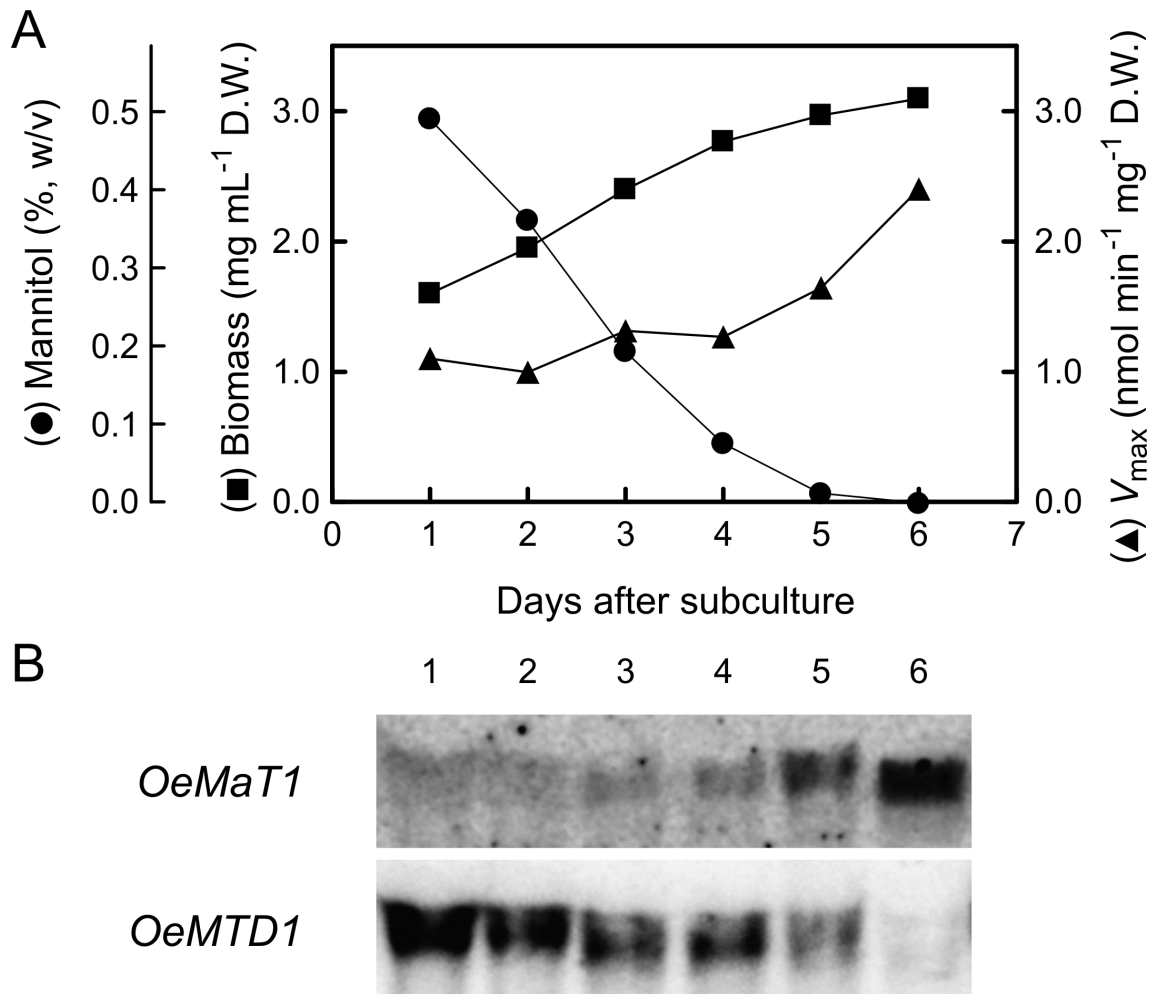 A
(●) Mannitol (%, w/v)
0.5
0.4
0.3
0.2
0.1
0.0
(■) Biomass (mg mL⁻¹ D.W.)
3.0
2.0
1.0
0.0
3.0
2.0
1.0
0.0
(▲) Vmax (nmol min⁻¹ mg⁻¹ D.W.)
0 1 2 3 4 5 6 7
Days after subculture
B
1 2 3 4 5 6
OeMaT1
OeMTD1